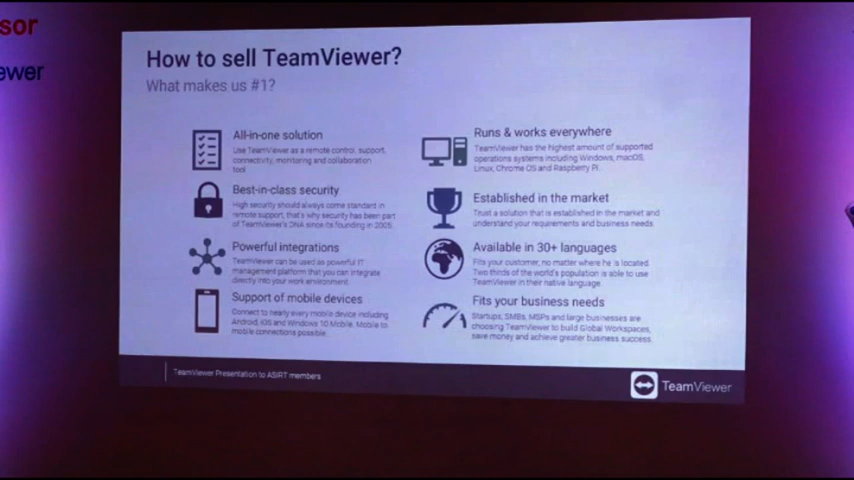 sor
ewer
How to sell TeamViewer?
What makes us #1?
All-in-one solution
Use TeamViewer as a remote control, support,
connectivity, monitoring and collaboration
tool
Best-in-class security
High security should always come standard in
remote support, that's why security has been part
of TeamViewer's DNA since its founding in 2005.
Powerful integrations
TeamViewer can be used as powerful IT
management platform that you can integrate
directly into your work environment.
Support of mobile devices
Connect to nearly every mobile device including
Android, iOS and Windows 10 Mobile. Mobile to
mobile connections possible.
Runs & works everywhere
TeamViewer has the highest amount of supported
operations systems including Windows, macOS,
Linux, Chrome OS and Raspberry Pi.
Established in the market
Trust a solution that is established in the market and
understand your requirements and business needs.
Available in 30+ languages
Fits your customer, no matter where he is located.
Two thirds of the world's population is able to use
TeamViewer in their native language.
Fits your business needs
Startups, SMBs, MSPs and large businesses are
choosing TeamViewer to build Global Workspaces,
save money and achieve greater business success.
TeamViewer Presentation to ASIRT members
TeamViewer